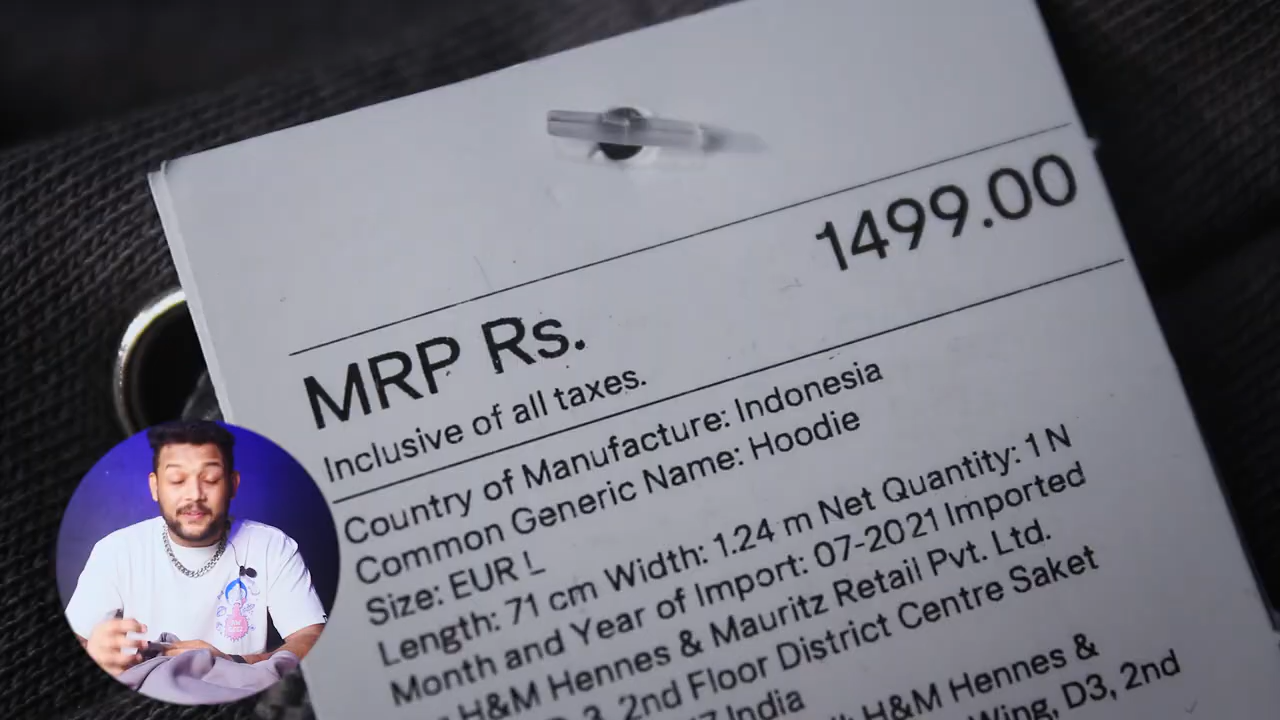 1499.00
MRP Rs.
Inclusive of all taxes.
Country of Manufacture: Indonesia
Common Generic Name: Hoodie
Size: EUR L
Length: 71 cm Width: 1.24 m Net Quantity: 1 N
Month and Year of Import: 07-2021 Imported
H&M Hennes & Mauritz Retail Pvt. Ltd.
3, 2nd Floor District Centre Saket
India
H&M Hennes &
Wing, D3, 2nd